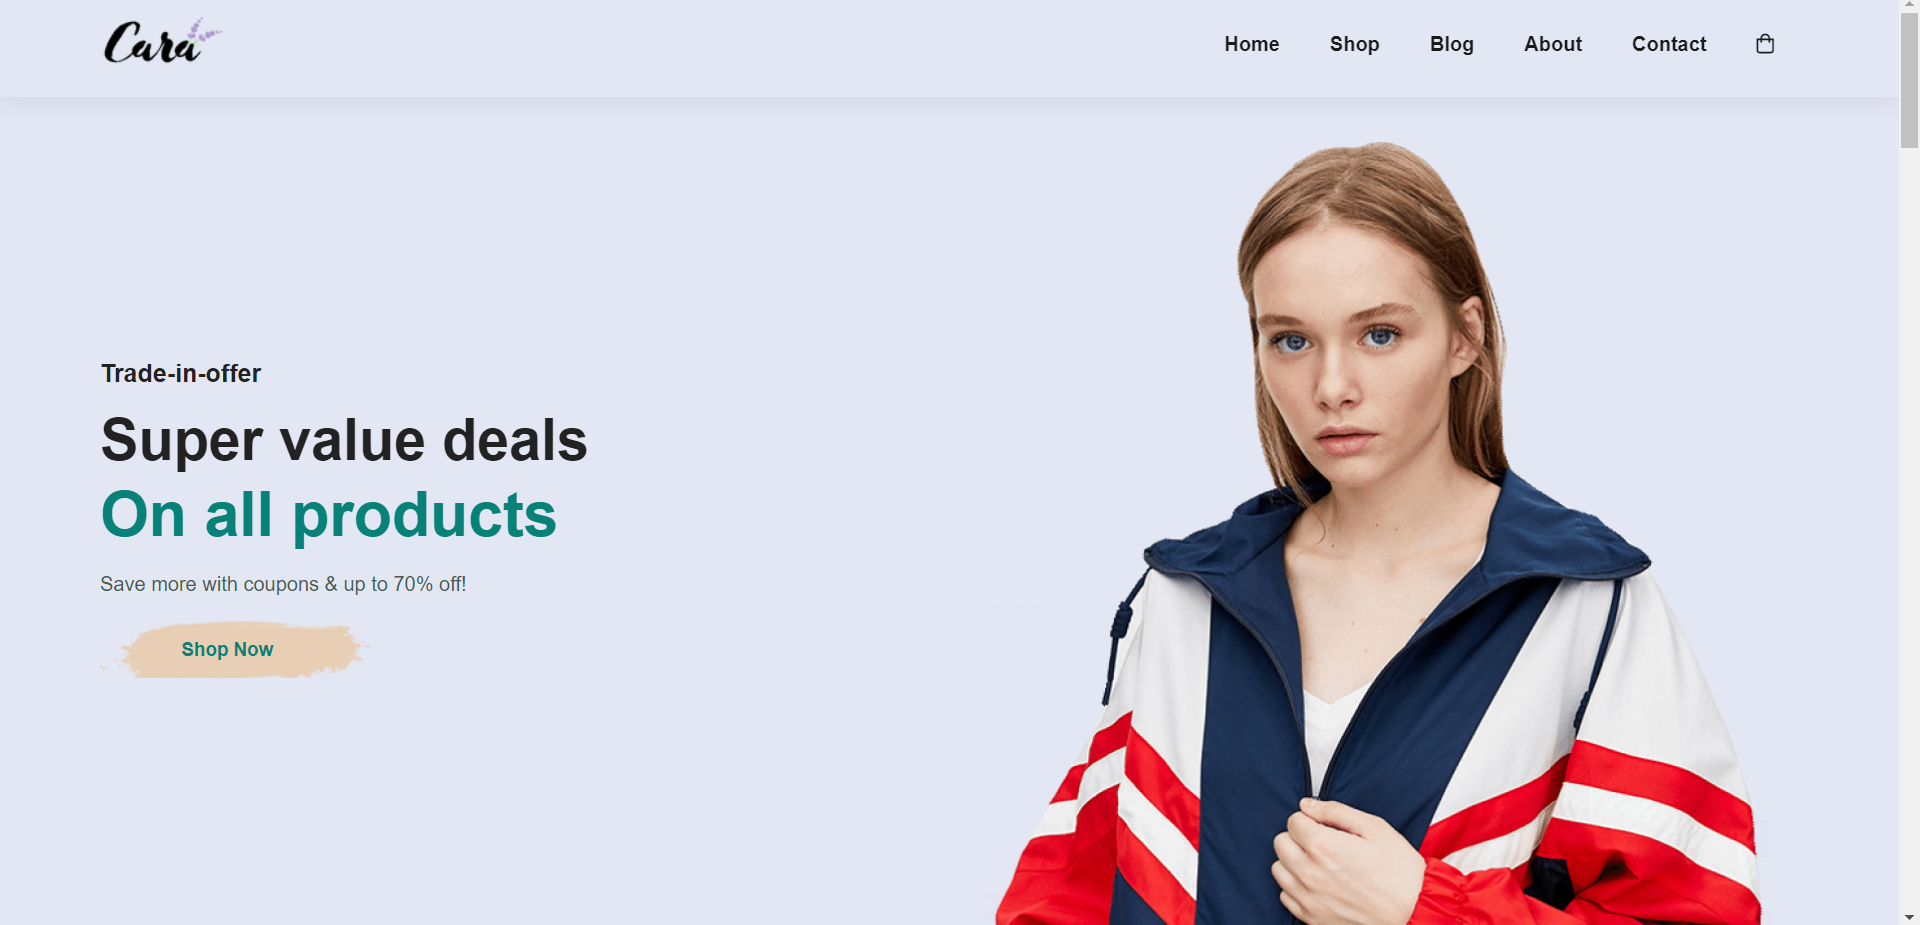 Cara
Home Shop Blog About Contact
Trade-in-offer
Super value deals
On all products
Save more with coupons & up to 70% off!
Shop Now